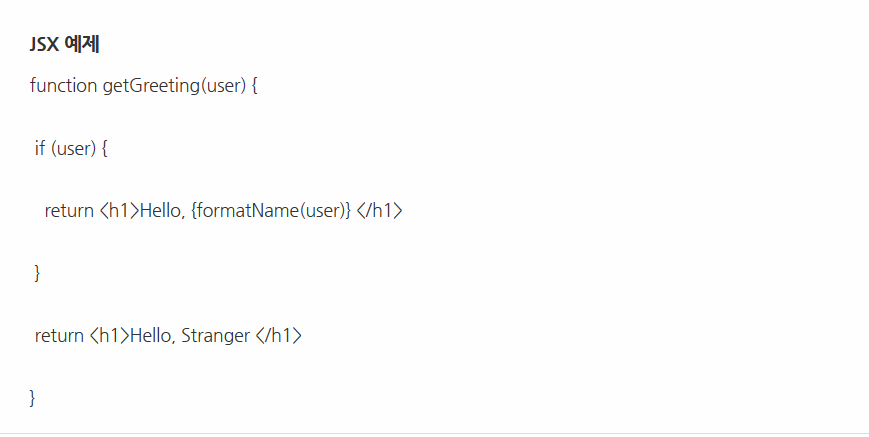 JSX 예제
function getGreeting(user) {
if (user) {
return <h1>Hello, {formatName(user)} </h1>
}
return <h1>Hello, Stranger </h1>
}